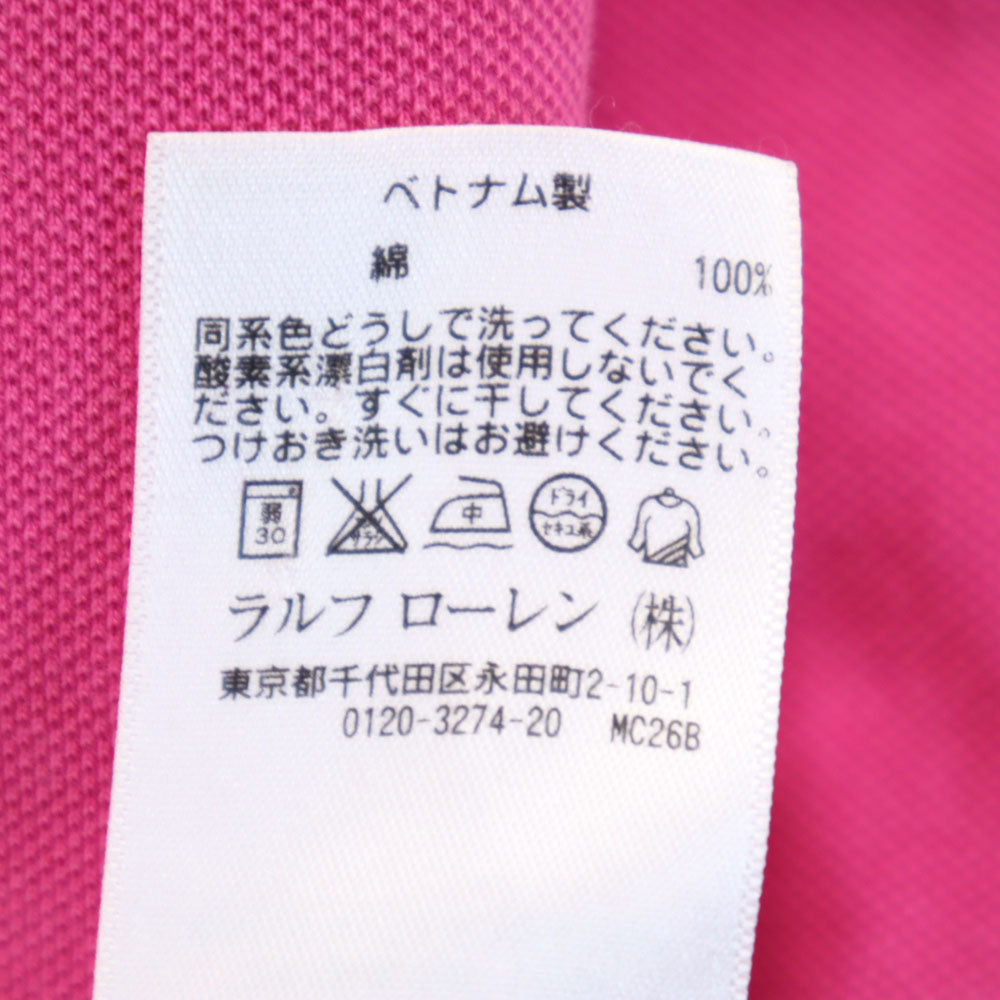 ベトナム製
綿 100%
同系色どうしで洗ってください。
酸素系漂白剤は使用しないでく
ださい。すぐに干してください。
つけおき洗いはお避けください。
弱 中 ドライ
30 サラシ セキユ系
ラルフ ローレン (株)
東京都千代田区永田町2-10-1
0120-3274-20 MC26B